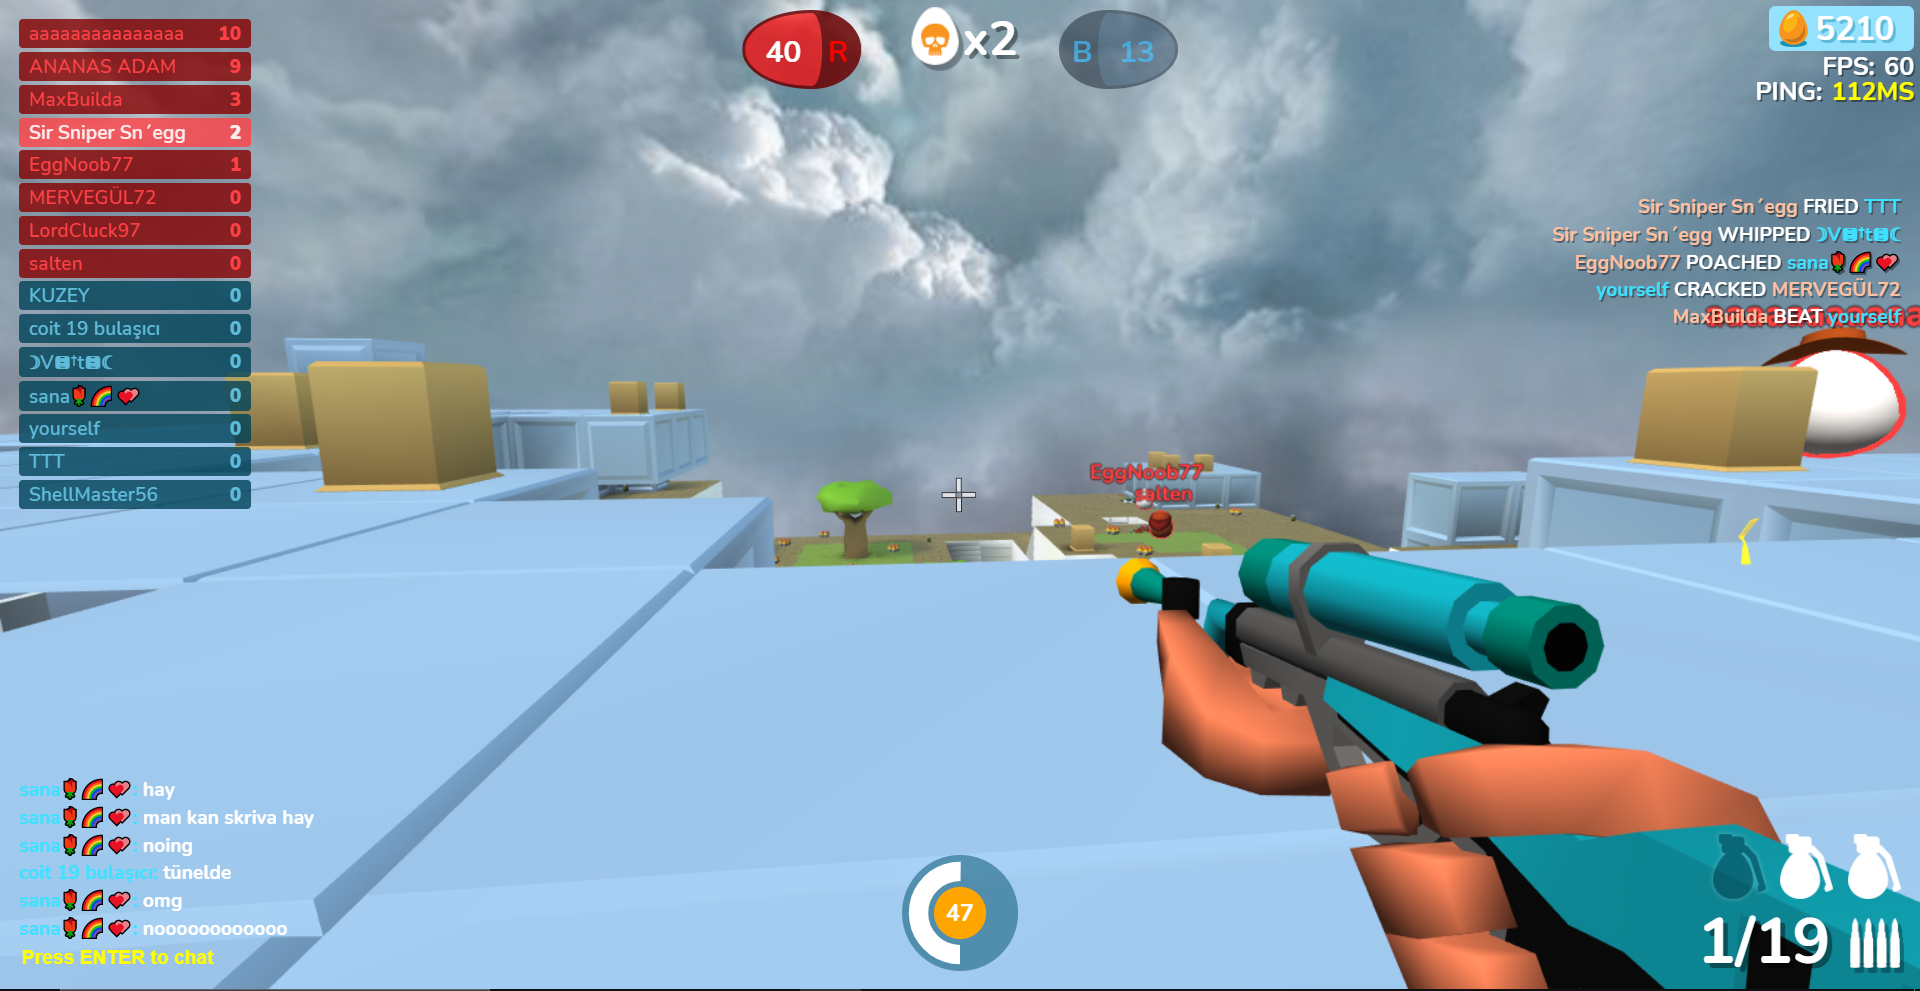 aaaaaaaaaaaaaaa 10
ANANAS ADAM 9
MaxBuilda 3
Sir Sniper Sn´egg 2
EggNoob77 1
MERVEGÜL72 0
LordCluck97 0
salten 0
KUZEY 0
coit 19 bulaşıcı 0
0
sana🌹🌈💕 0
yourself 0
TTT 0
ShellMaster56 0
40 R
x2
B 13
5210
FPS: 60
PING: 112MS
Sir Sniper Sn´egg FRIED TTT
Sir Sniper Sn´egg WHIPPED
EggNoob77 POACHED sana🌹🌈💕
yourself CRACKED MERVEGÜL72
MaxBuilda BEAT yourself
EggNoob77
salten
sana🌹🌈💕: hay
sana🌹🌈💕: man kan skriva hay
sana🌹🌈💕: noing
coit 19 bulaşıcı: tünelde
sana🌹🌈💕: omg
sana🌹🌈💕: noooooooooooo
Press ENTER to chat
47
1/19